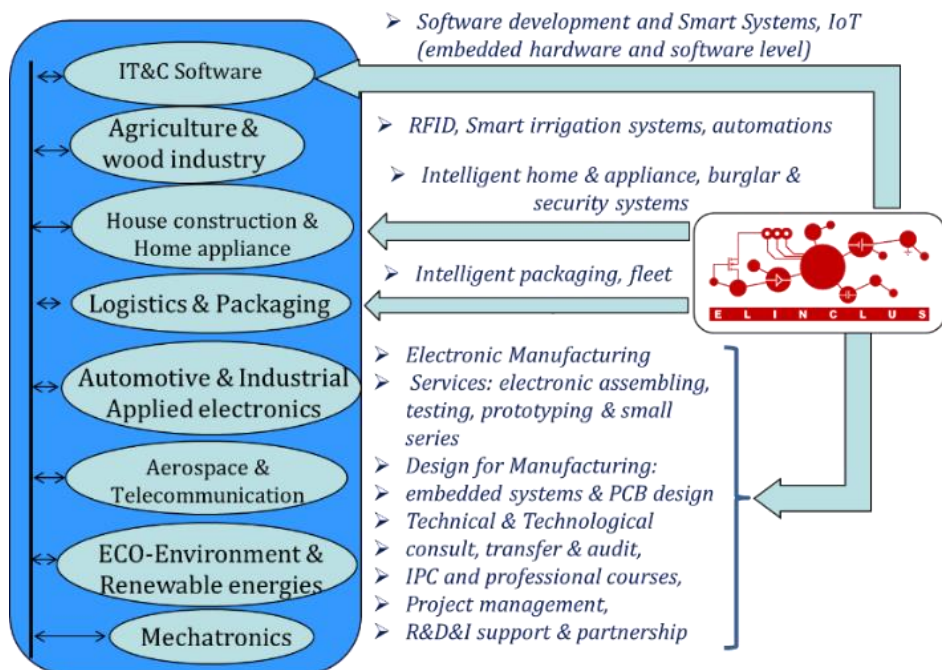 IT&C Software
Agriculture &
wood industry
House construction &
Home appliance
Logistics & Packaging
Automotive & Industrial
Applied electronics
Aerospace &
Telecommunication
ECO-Environment &
Renewable energies
Mechatronics
➢ Software development and Smart Systems, IoT
(embedded hardware and software level)
➢ RFID, Smart irrigation systems, automations
➢ Intelligent home & appliance, burglar &
security systems
➢ Intelligent packaging, fleet
➢ Electronic Manufacturing
➢ Services: electronic assembling,
testing, prototyping & small
series
➢ Design for Manufacturing:
➢ embedded systems & PCB design
➢ Technical & Technological
➢ consult, transfer & audit,
➢ IPC and professional courses,
➢ Project management,
➢ R&D&I support & partnership
ELINCLUS